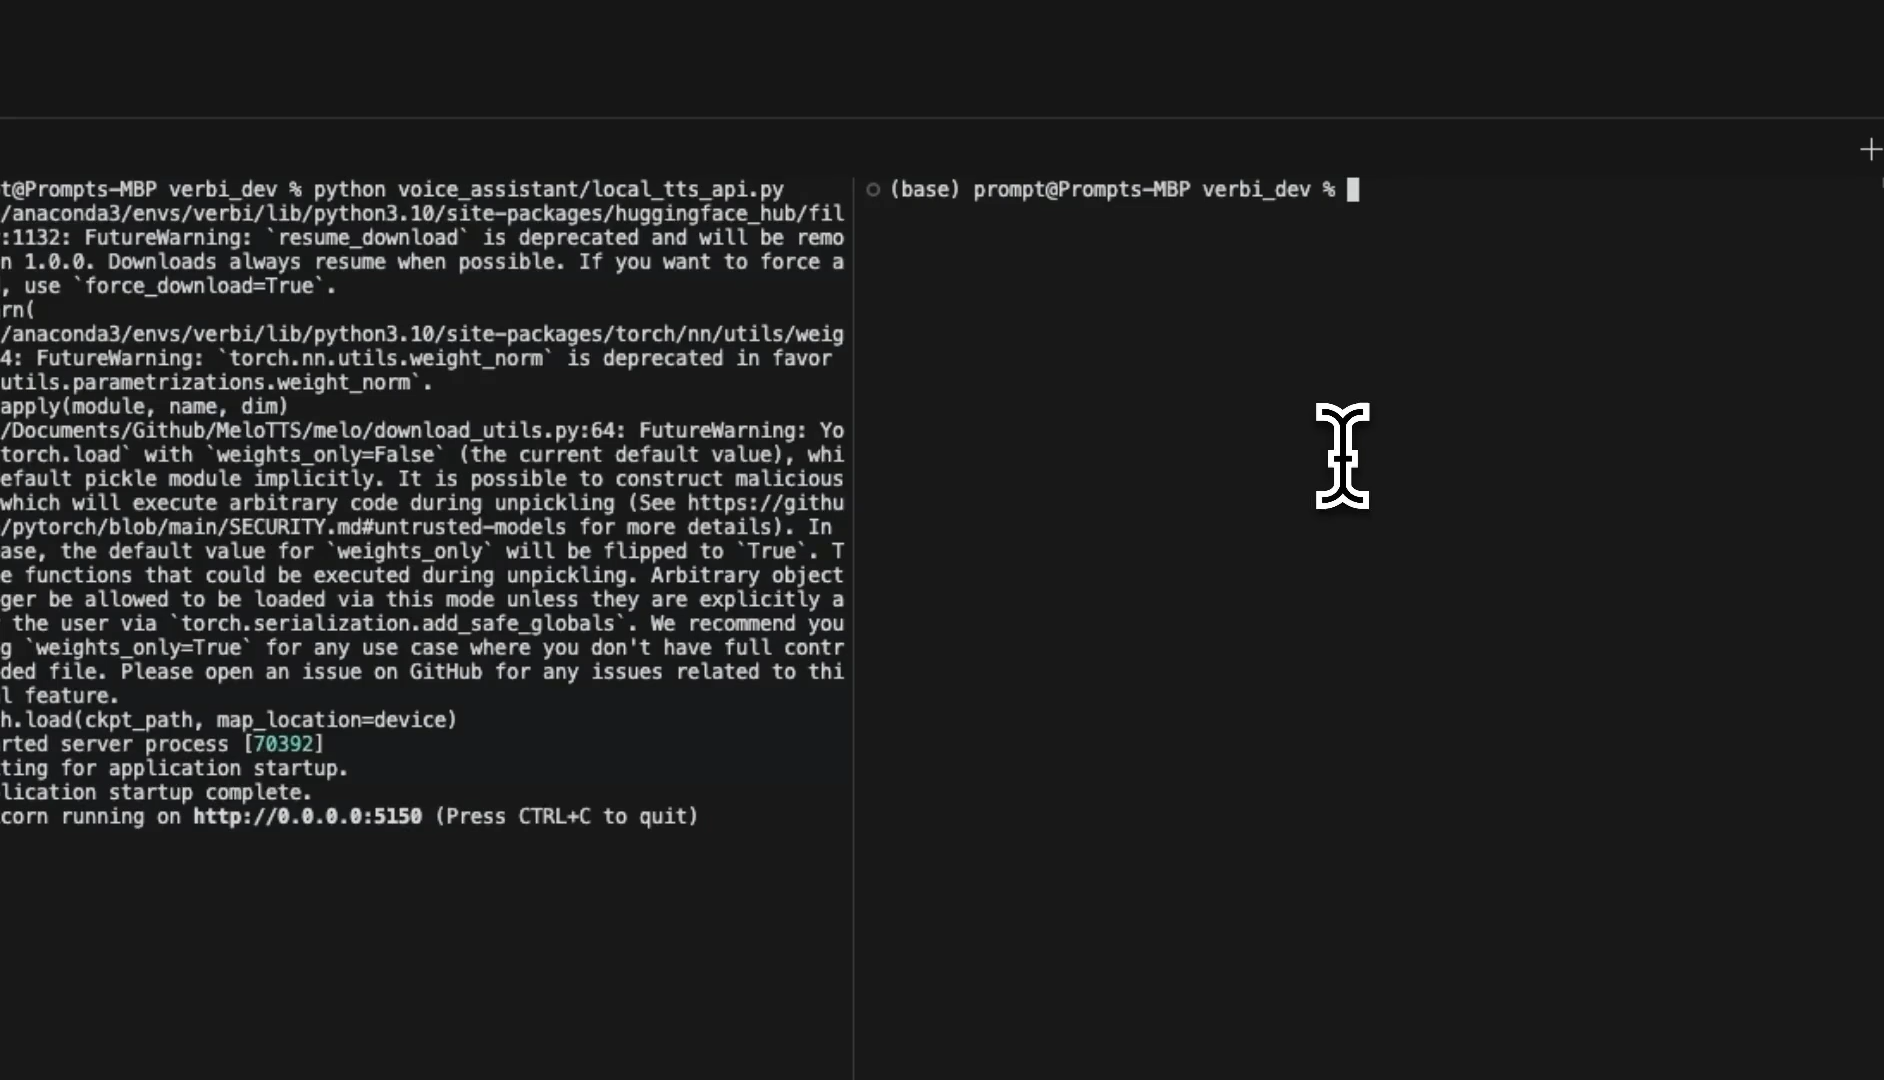 t@Prompts-MBP verbi_dev % python voice_assistant/local_tts_api.py
/anaconda3/envs/verbi/lib/python3.10/site-packages/huggingface_hub/fil
:1132: FutureWarning: `resume_download` is deprecated and will be remo
n 1.0.0. Downloads always resume when possible. If you want to force a
, use `force_download=True`.
rn(
/anaconda3/envs/verbi/lib/python3.10/site-packages/torch/nn/utils/weig
4: FutureWarning: `torch.nn.utils.weight_norm` is deprecated in favor
utils.parametrizations.weight_norm`.
apply(module, name, dim)
/Documents/Github/MeloTTS/melo/download_utils.py:64: FutureWarning: Yo
torch.load` with `weights_only=False` (the current default value), whi
efault pickle module implicitly. It is possible to construct malicious
which will execute arbitrary code during unpickling (See https://githu
/pytorch/blob/main/SECURITY.md#untrusted-models for more details). In
ase, the default value for `weights_only` will be flipped to `True`. T
e functions that could be executed during unpickling. Arbitrary object
ger be allowed to be loaded via this mode unless they are explicitly a
the user via `torch.serialization.add_safe_globals`. We recommend you
g `weights_only=True` for any use case where you don't have full contr
ded file. Please open an issue on GitHub for any issues related to thi
l feature.
h.load(ckpt_path, map_location=device)
rted server process [70392]
ting for application startup.
lication startup complete.
corn running on http://0.0.0.0:5150 (Press CTRL+C to quit)
(base) prompt@Prompts-MBP verbi_dev %